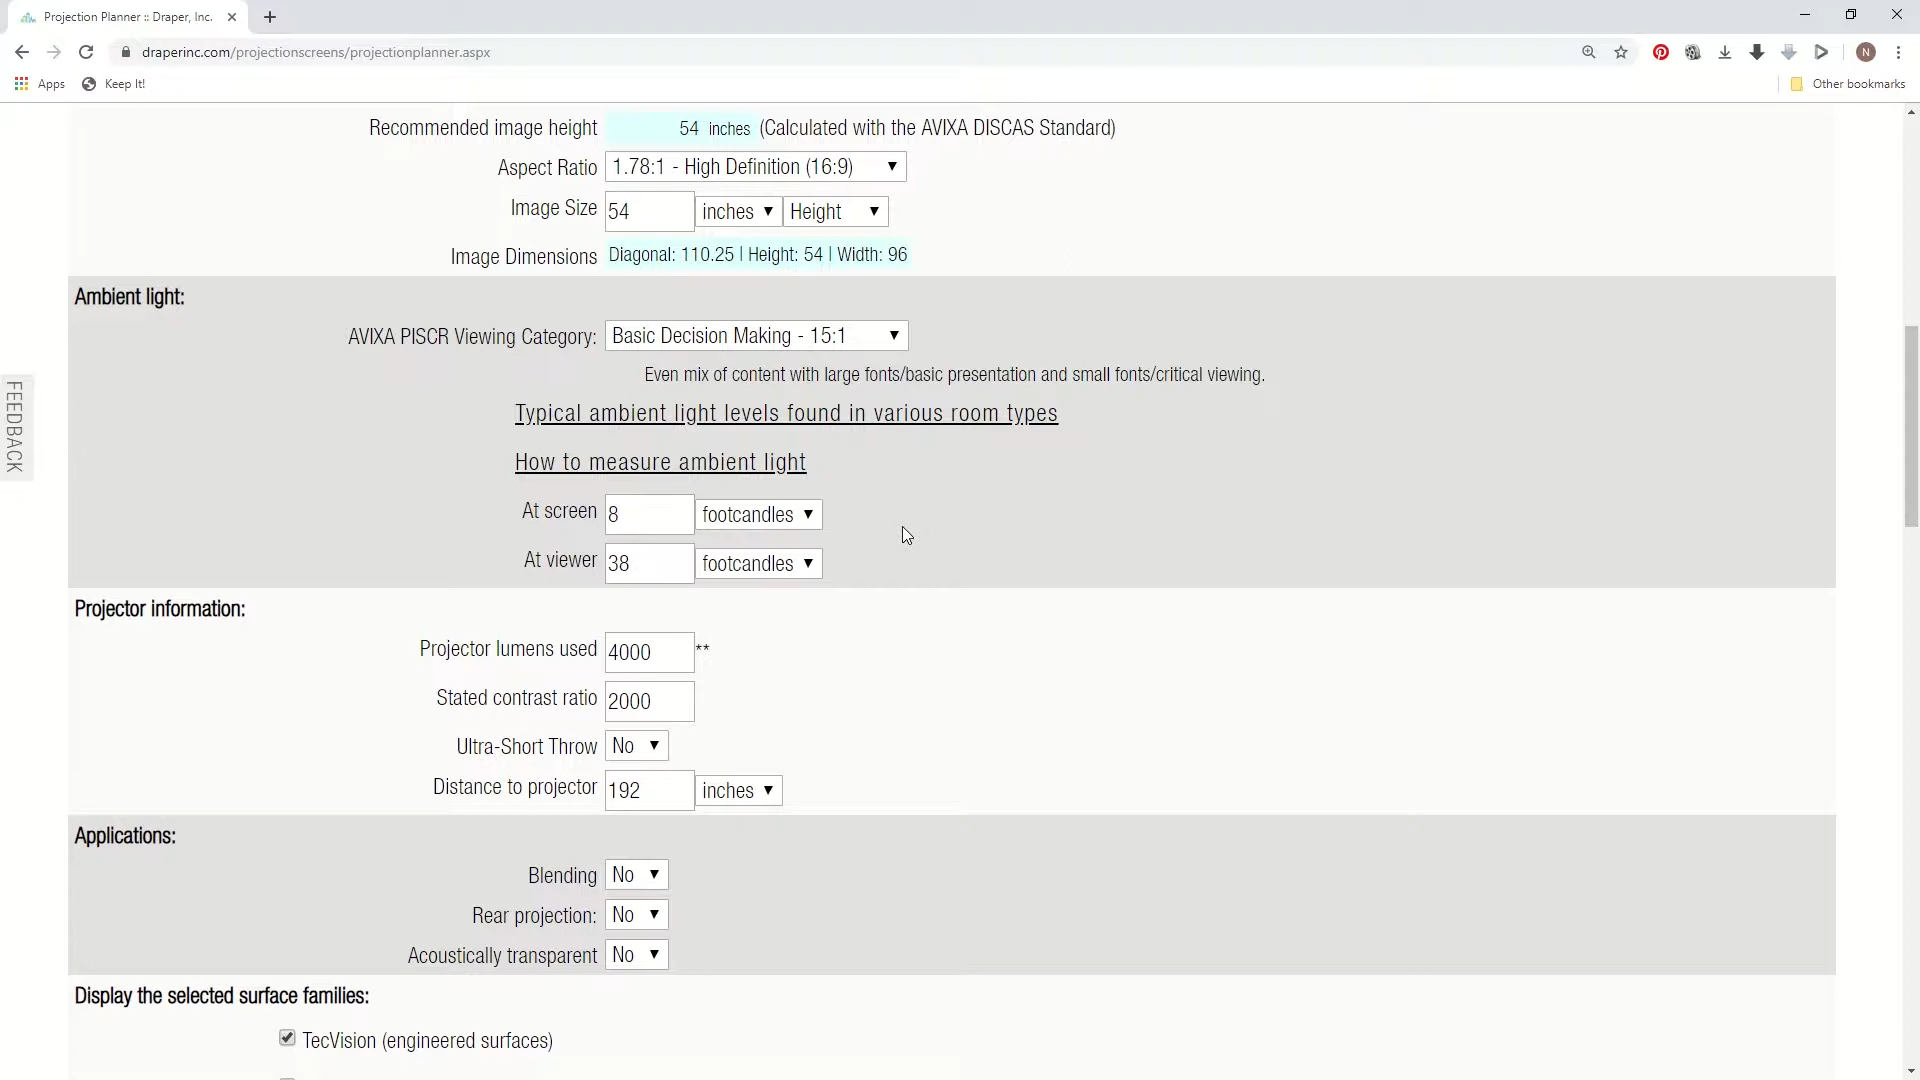 Projection Planner :: Draper, Inc.
draperinc.com/projectionscreens/projectionplanner.aspx
N
Apps Keep It! Other bookmarks
Recommended image height 54 inches (Calculated with the AVIXA DISCAS Standard)
Aspect Ratio 1.78:1 - High Definition (16:9)
Image Size 54 inches Height
Image Dimensions Diagonal: 110.25 | Height: 54 | Width: 96
Ambient light:
AVIXA PISCR Viewing Category: Basic Decision Making - 15:1
Even mix of content with large fonts/basic presentation and small fonts/critical viewing.
FEEDBACK
Typical ambient light levels found in various room types
How to measure ambient light
At screen 8 footcandles
At viewer 38 footcandles
Projector information:
Projector lumens used 4000 **
Stated contrast ratio 2000
Ultra-Short Throw No
Distance to projector 192 inches
Applications:
Blending No
Rear projection: No
Acoustically transparent No
Display the selected surface families:
TecVision (engineered surfaces)